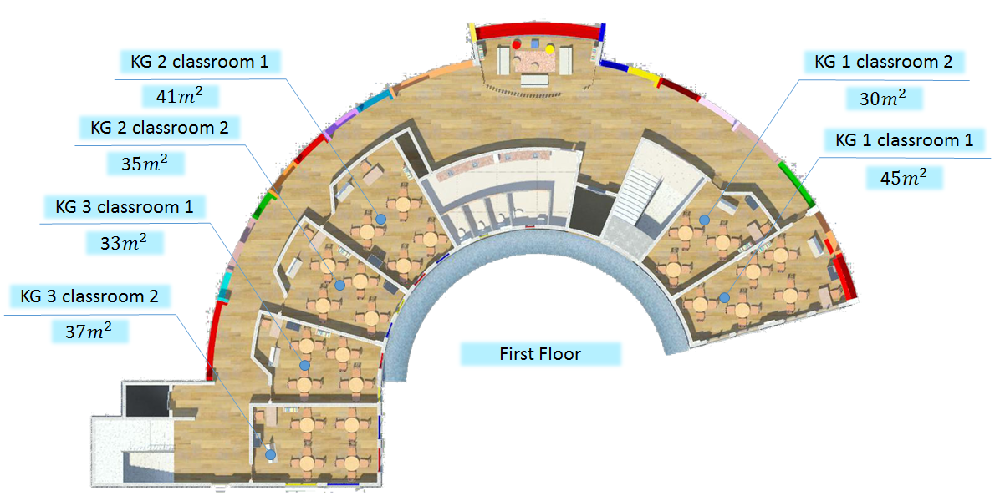 KG 2 classroom 1
41m²
KG 2 classroom 2
35m²
KG 3 classroom 1
33m²
KG 3 classroom 2
37m²
KG 1 classroom 2
30m²
KG 1 classroom 1
45m²
First Floor